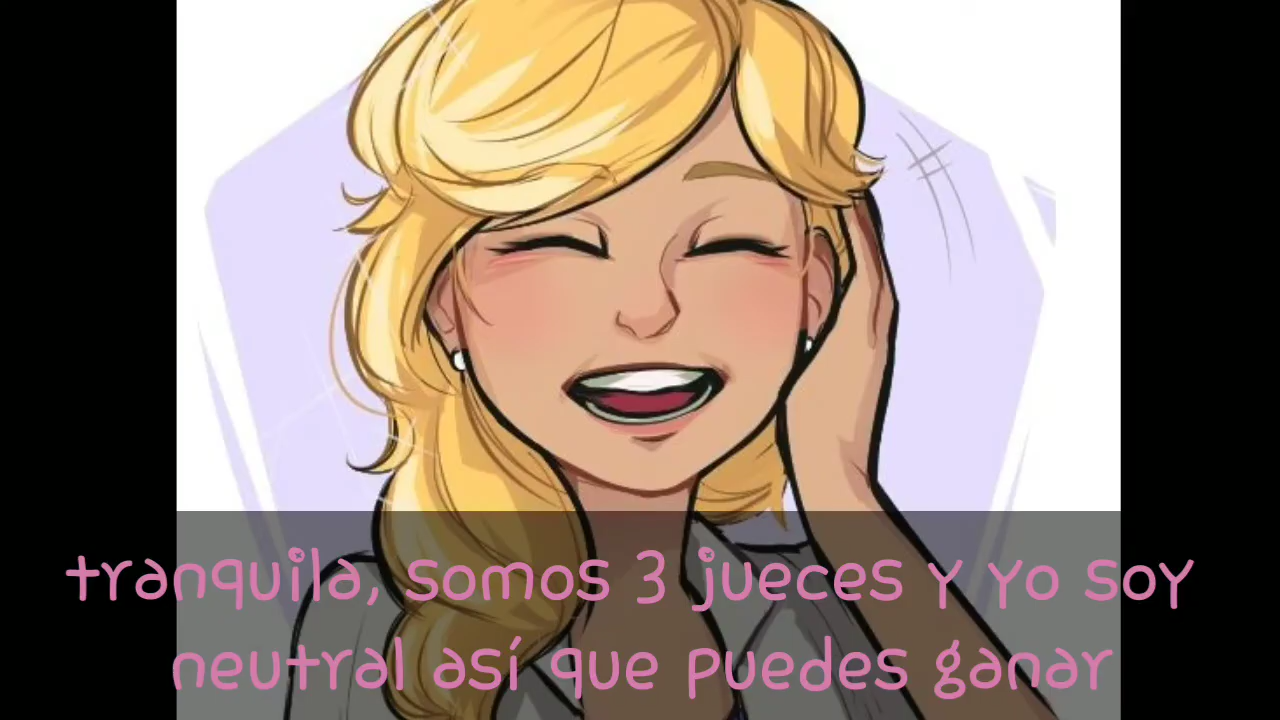 tranquila, somos 3 jueces y yo soy
neutral así que puedes ganar